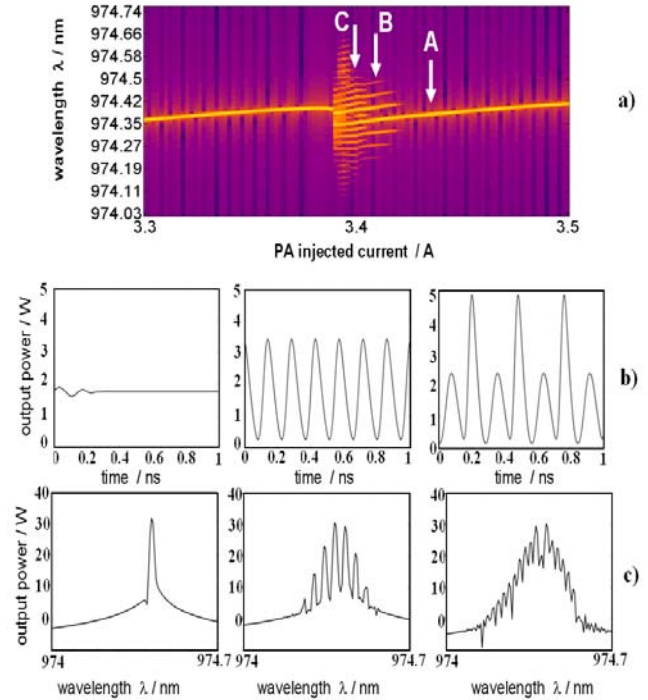 974.74
974.66
974.58
974.5
974.42
974.35
974.27
974.19
974.11
974.03
wavelength λ / nm
C B A
a)
3.3 3.4 3.5
PA injected current / A
output power / W
5 4 3 2 1 0
0 0.2 0.4 0.6 0.8 1
time / ns
5 4 3 2 1 0
0 0.2 0.4 0.6 0.8 1
time / ns
5 4 3 2 1 0
0 0.2 0.4 0.6 0.8 1
time / ns
b)
output power / W
40 30 20 10 0
974 974.7
wavelength λ / nm
40 30 20 10 0
974 974.7
wavelength λ / nm
40 30 20 10 0
974 974.7
wavelength λ / nm
c)